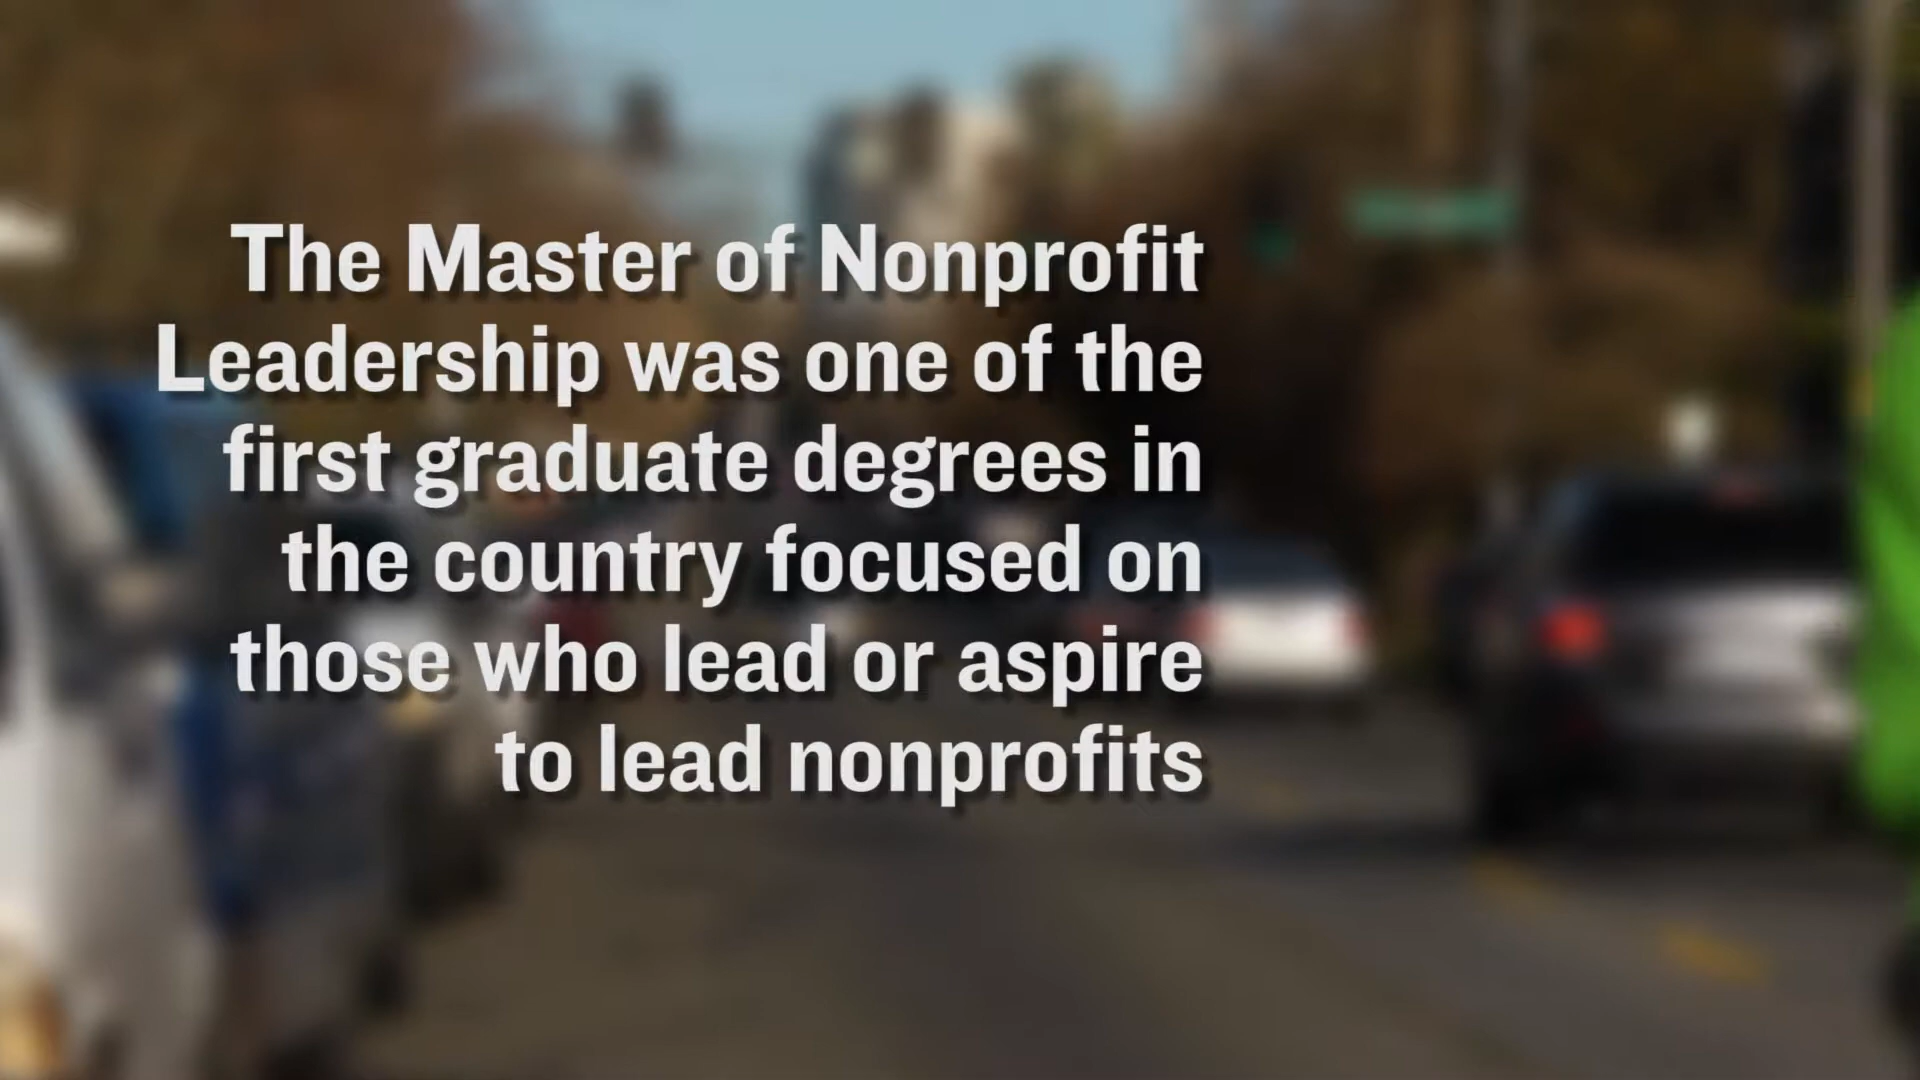 The Master of Nonprofit
Leadership was one of the
first graduate degrees in
the country focused on
those who lead or aspire
to lead nonprofits